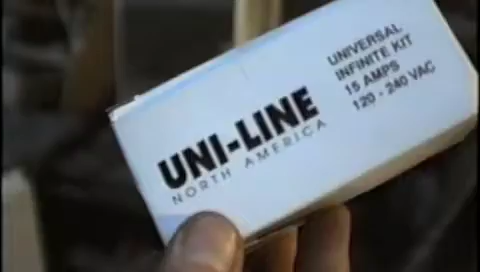 UNI-LINE
NORTH AMERICA
UNIVERSAL
INFINITE KIT
15 AMPS
120 - 240 VAC